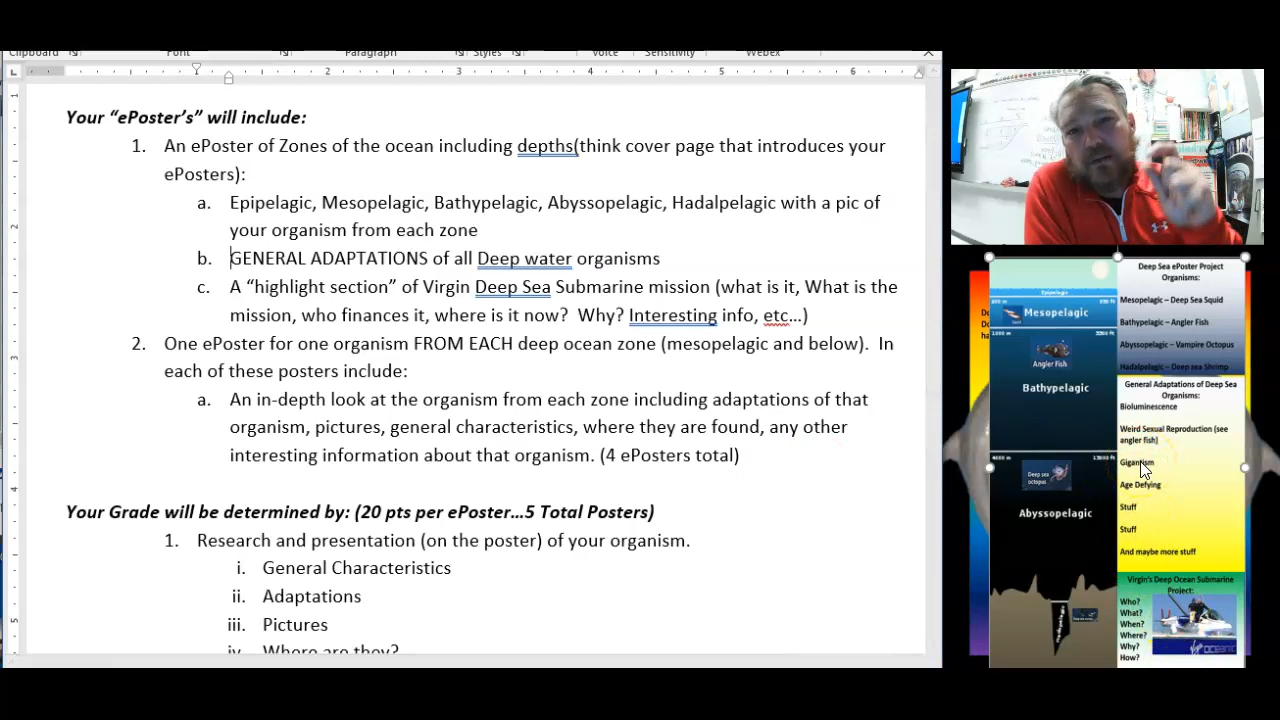 Clipboard
Font
Paragraph
Styles
Voice
Sensitivity
Webex
2 3 4 5 6
Your “ePoster’s” will include:
1. An ePoster of Zones of the ocean including depths(think cover page that introduces your
ePosters):
a. Epipelagic, Mesopelagic, Bathypelagic, Abyssopelagic, Hadalpelagic with a pic of
your organism from each zone
b. GENERAL ADAPTATIONS of all Deep water organisms
c. A “highlight section” of Virgin Deep Sea Submarine mission (what is it, What is the
mission, who finances it, where is it now? Why? Interesting info, etc...)
2. One ePoster for one organism FROM EACH deep ocean zone (mesopelagic and below). In
each of these posters include:
a. An in-depth look at the organism from each zone including adaptations of that
organism, pictures, general characteristics, where they are found, any other
interesting information about that organism. (4 ePosters total)
Your Grade will be determined by: (20 pts per ePoster...5 Total Posters)
1. Research and presentation (on the poster) of your organism.
i. General Characteristics
ii. Adaptations
iii. Pictures
iv. Where are they?
Epipelagic
Mesopelagic
Angler Fish
Bathypelagic
Deep sea
octopus
Abyssopelagic
Deep Sea ePoster Project
Organisms:
Mesopelagic – Deep Sea Squid
Bathypelagic – Angler Fish
Abyssopelagic – Vampire Octopus
Hadalpelagic – Deep sea Shrimp
General Adaptations of Deep Sea
Organisms:
Bioluminescence
Weird Sexual Reproduction (see
angler fish)
Gigantism
Age Defying
Stuff
Stuff
And maybe more stuff
Virgin's Deep Ocean Submarine
Project:
Who?
What?
When?
Where?
Why?
How?